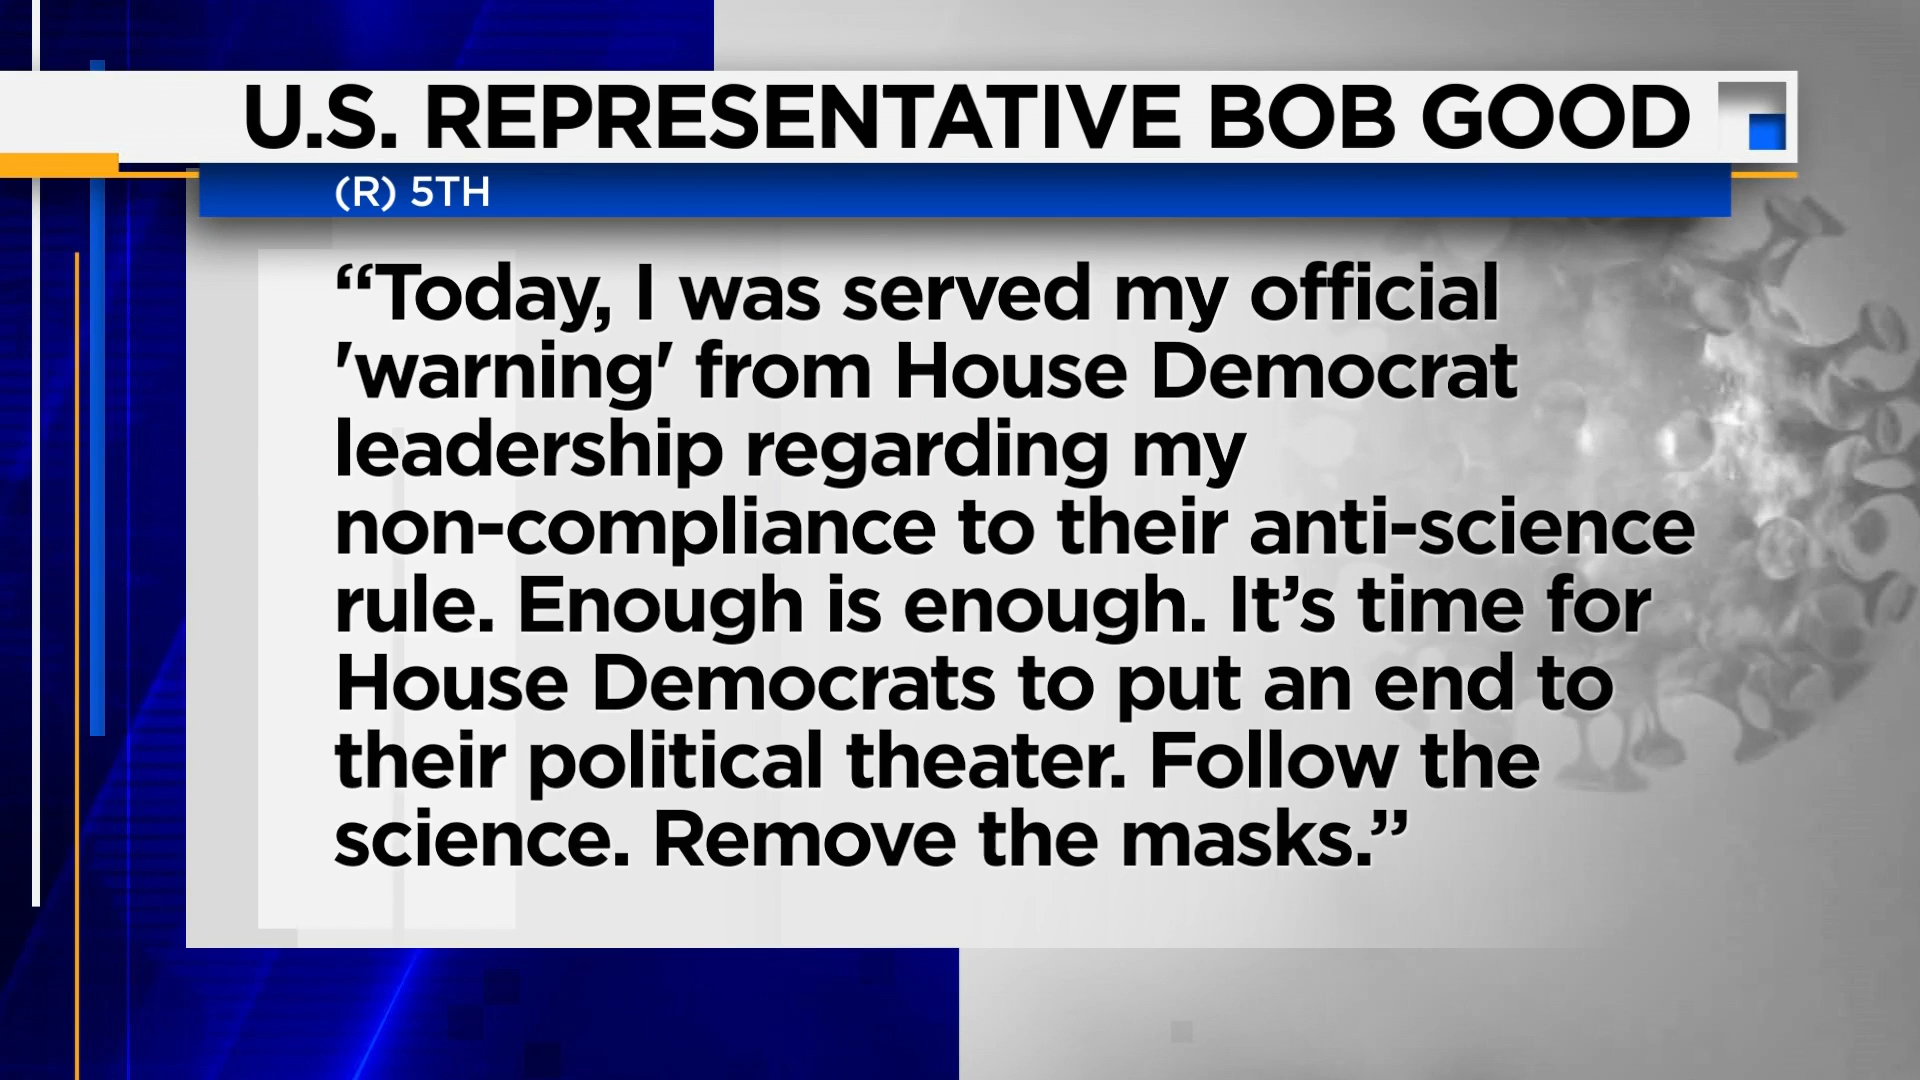 U.S. REPRESENTATIVE BOB GOOD
(R) 5TH
“Today, I was served my official
'warning' from House Democrat
leadership regarding my
non-compliance to their anti-science
rule. Enough is enough. It’s time for
House Democrats to put an end to
their political theater. Follow the
science. Remove the masks.”